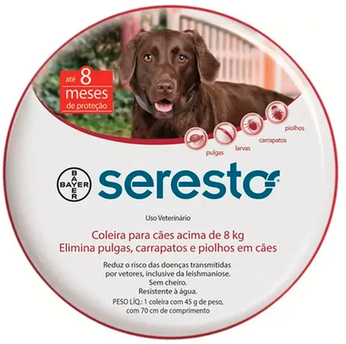 até 8
meses
de proteção
piolhos
carrapatos
larvas
pulgas
BAYER
BAYER
seresto
Uso Veterinário
Coleira para cães acima de 8 kg
Elimina pulgas, carrapatos e piolhos em cães
Reduz o risco das doenças transmitidas
por vetores, inclusive da leishmaniose.
Sem cheiro.
Resistente à água.
PESO LÍQ.: 1 coleira com 45 g de peso,
com 70 cm de comprimento